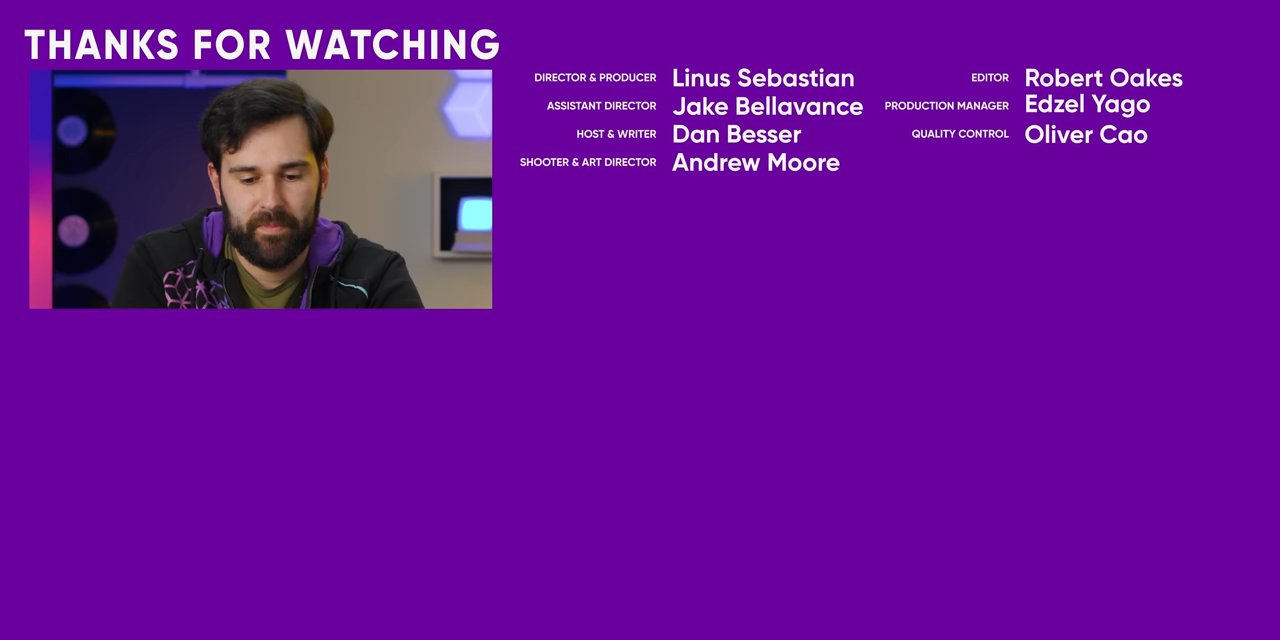 THANKS FOR WATCHING
DIRECTOR & PRODUCER Linus Sebastian
ASSISTANT DIRECTOR Jake Bellavance
HOST & WRITER Dan Besser
SHOOTER & ART DIRECTOR Andrew Moore
EDITOR Robert Oakes
PRODUCTION MANAGER Edzel Yago
QUALITY CONTROL Oliver Cao